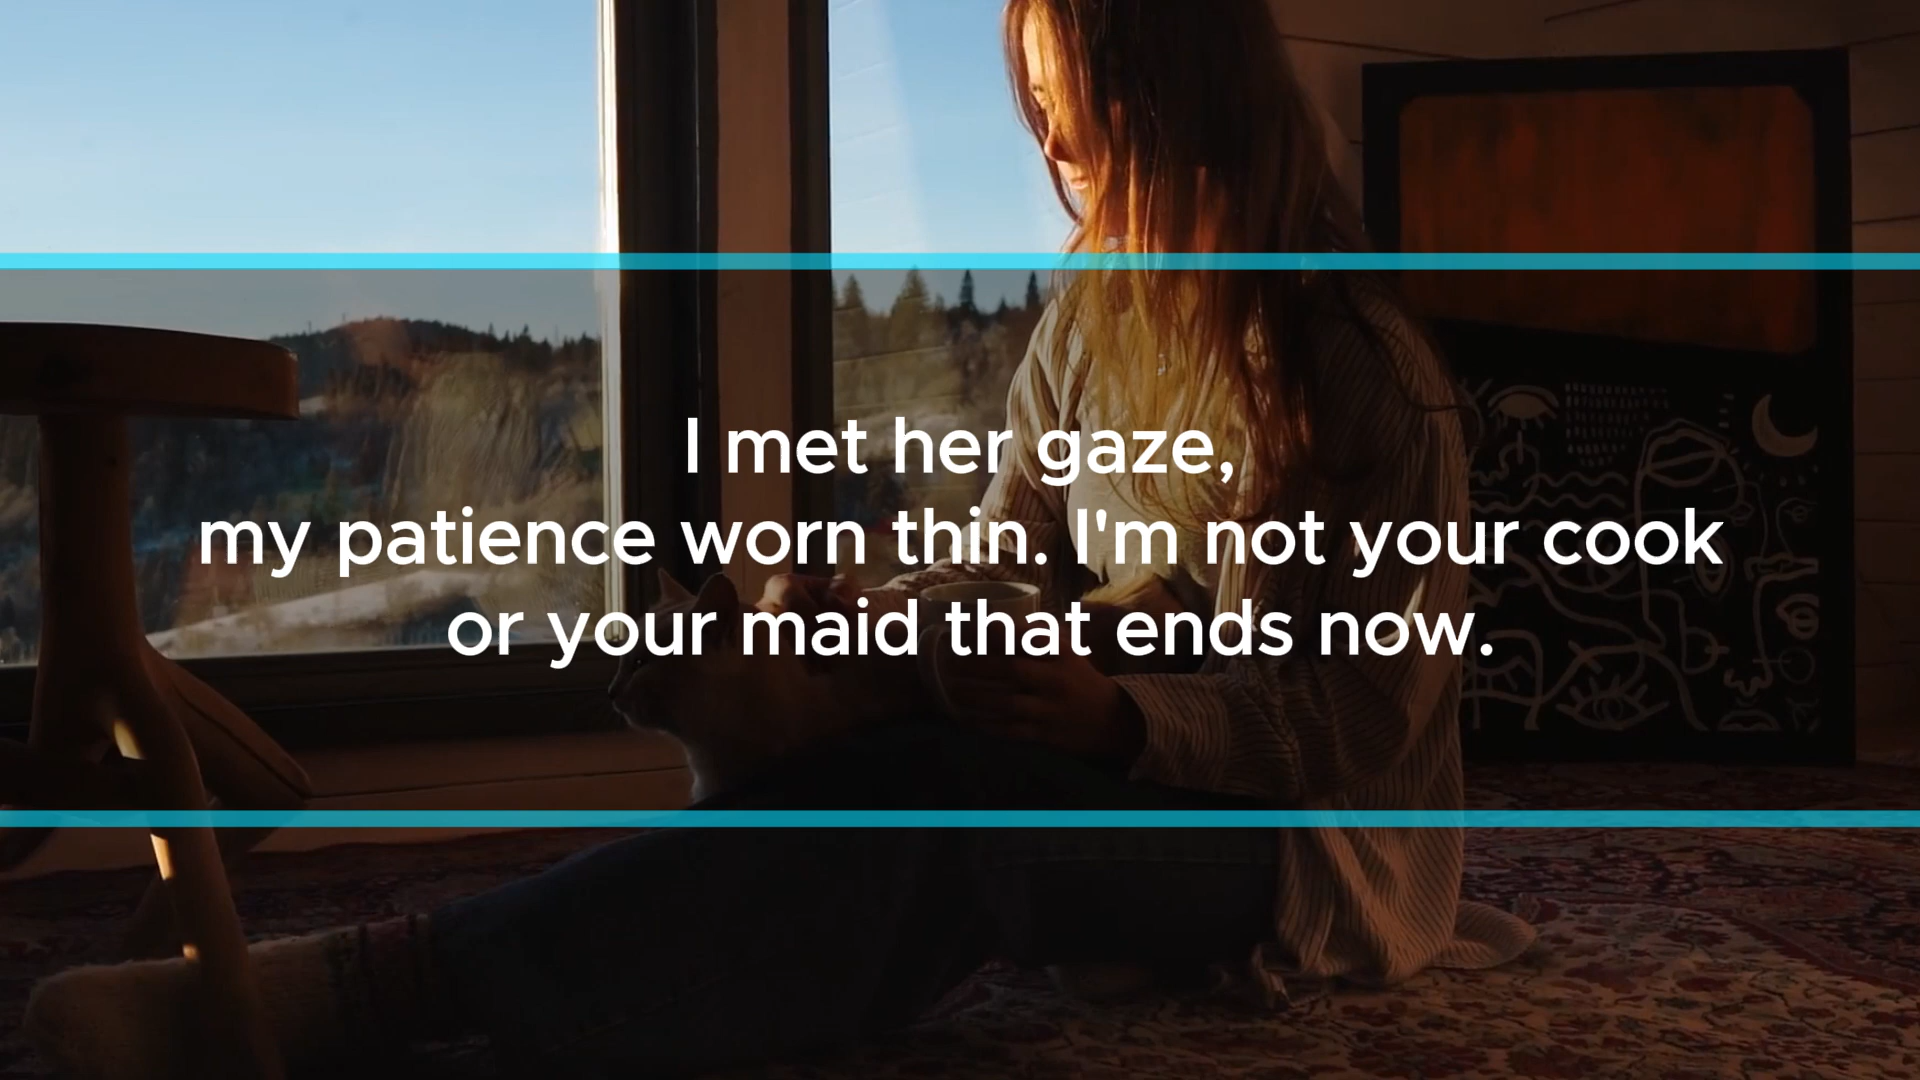 I met her gaze,
my patience worn thin. I'm not your cook
or your maid that ends now.